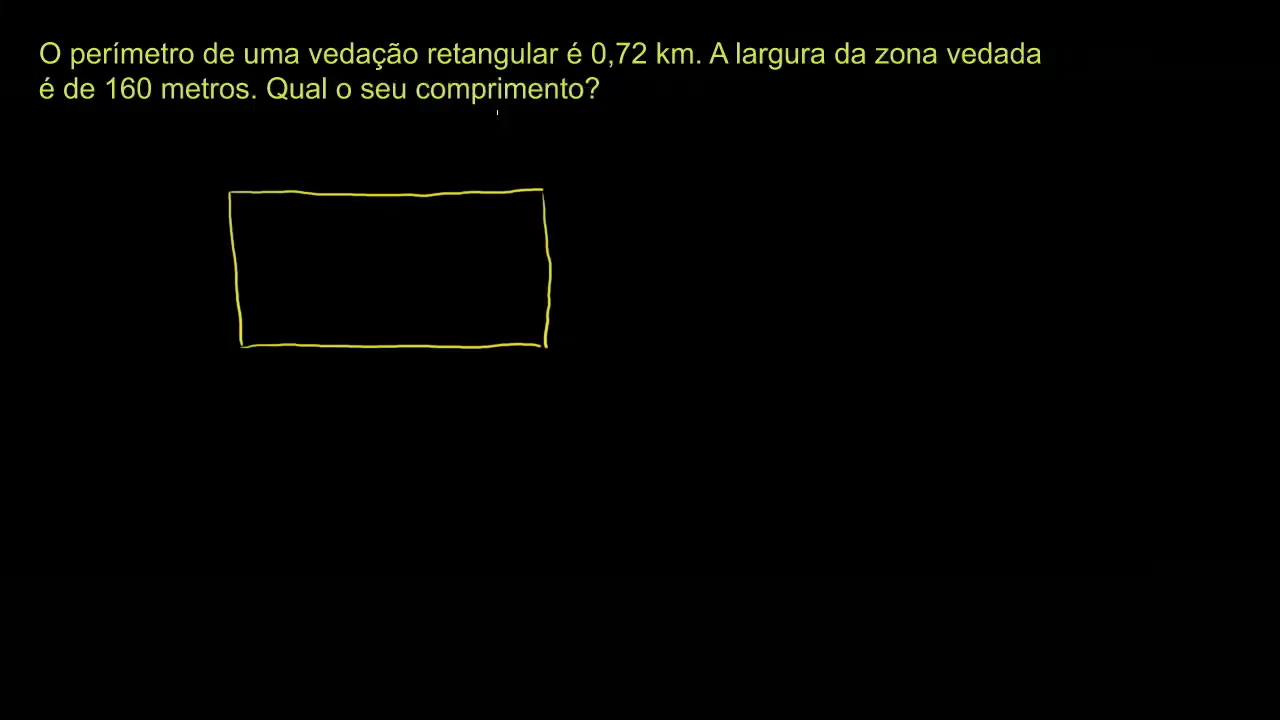 O perímetro de uma vedação retangular é 0,72 km. A largura da zona vedada
é de 160 metros. Qual o seu comprimento?